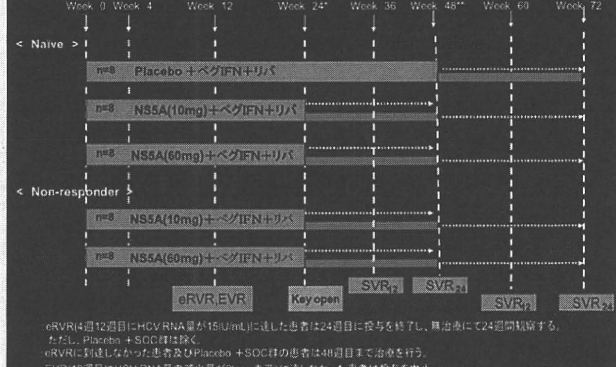 Week 0 Week 4 Week 12 Week 24* Week 36 Week 48** Week 60 Week 72
< Naive >
n=8 Placebo+ペグIFN+リバ
n=8 NS5A(10mg)+ペグIFN+リバ
n=8 NS5A(60mg)+ペグIFN+リバ
< Non-responder >
n=8 NS5A(10mg)+ペグIFN+リバ
n=8 NS5A(60mg)+ペグIFN+リバ
eRVR,EVR Key open SVR12 SVR24 SVR12 SVR24
eRVR(4週12週目にHCV RNA量が15IU/mL)に達した患者は24週目に投与を終了し、無治療にて24週間観察する。
ただし、Placebo+SOC群は除く
eRVRに到達しなかった患者及びPlacebo+SOC群の患者は48週目まで治療を行う。